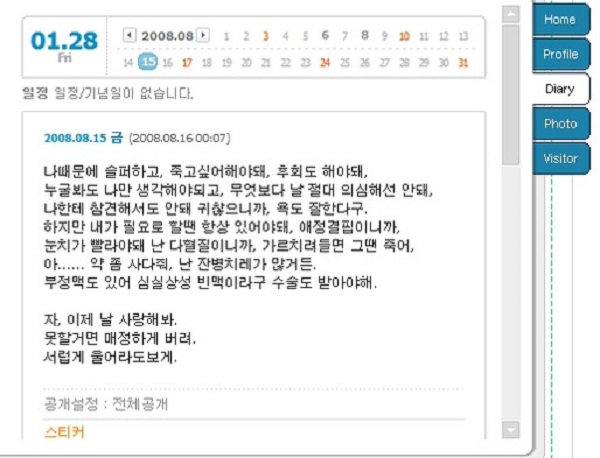 01.28
Fri
2008.08
1 2 3 4 5 6 7 8 9 10 11 12 13
14 15 16 17 18 19 20 21 22 23 24 25 26 27 28 29 30 31
일정 일정/기념일이 없습니다.
2008.08.15 금 (2008.08.16 00:07)
나때문에 슬퍼하고, 죽고싶어해야돼, 후회도 해야돼,
누굴봐도 나만 생각해야되고, 무엇보다 날 절대 의심해선 안돼,
나한테 참견해서도 안돼 귀찮으니까, 욕도 잘한다구.
하지만 내가 필요로 할땐 항상 있어야돼, 애정결핍이니까,
눈치가 빨라야돼 난 다혈질이니까, 가르치려들면 그땐 죽어,
아...... 약 좀 사다줘, 난 잔병치레가 많거든.
부정맥도 있어 심실상성 빈맥이라구 수술도 받아야해.
자, 이제 날 사랑해봐.
못할거면 매정하게 버려.
서럽게 울어라도보게.
공개설정 : 전체공개
스티커
Home
Profile
Diary
Photo
Visitor